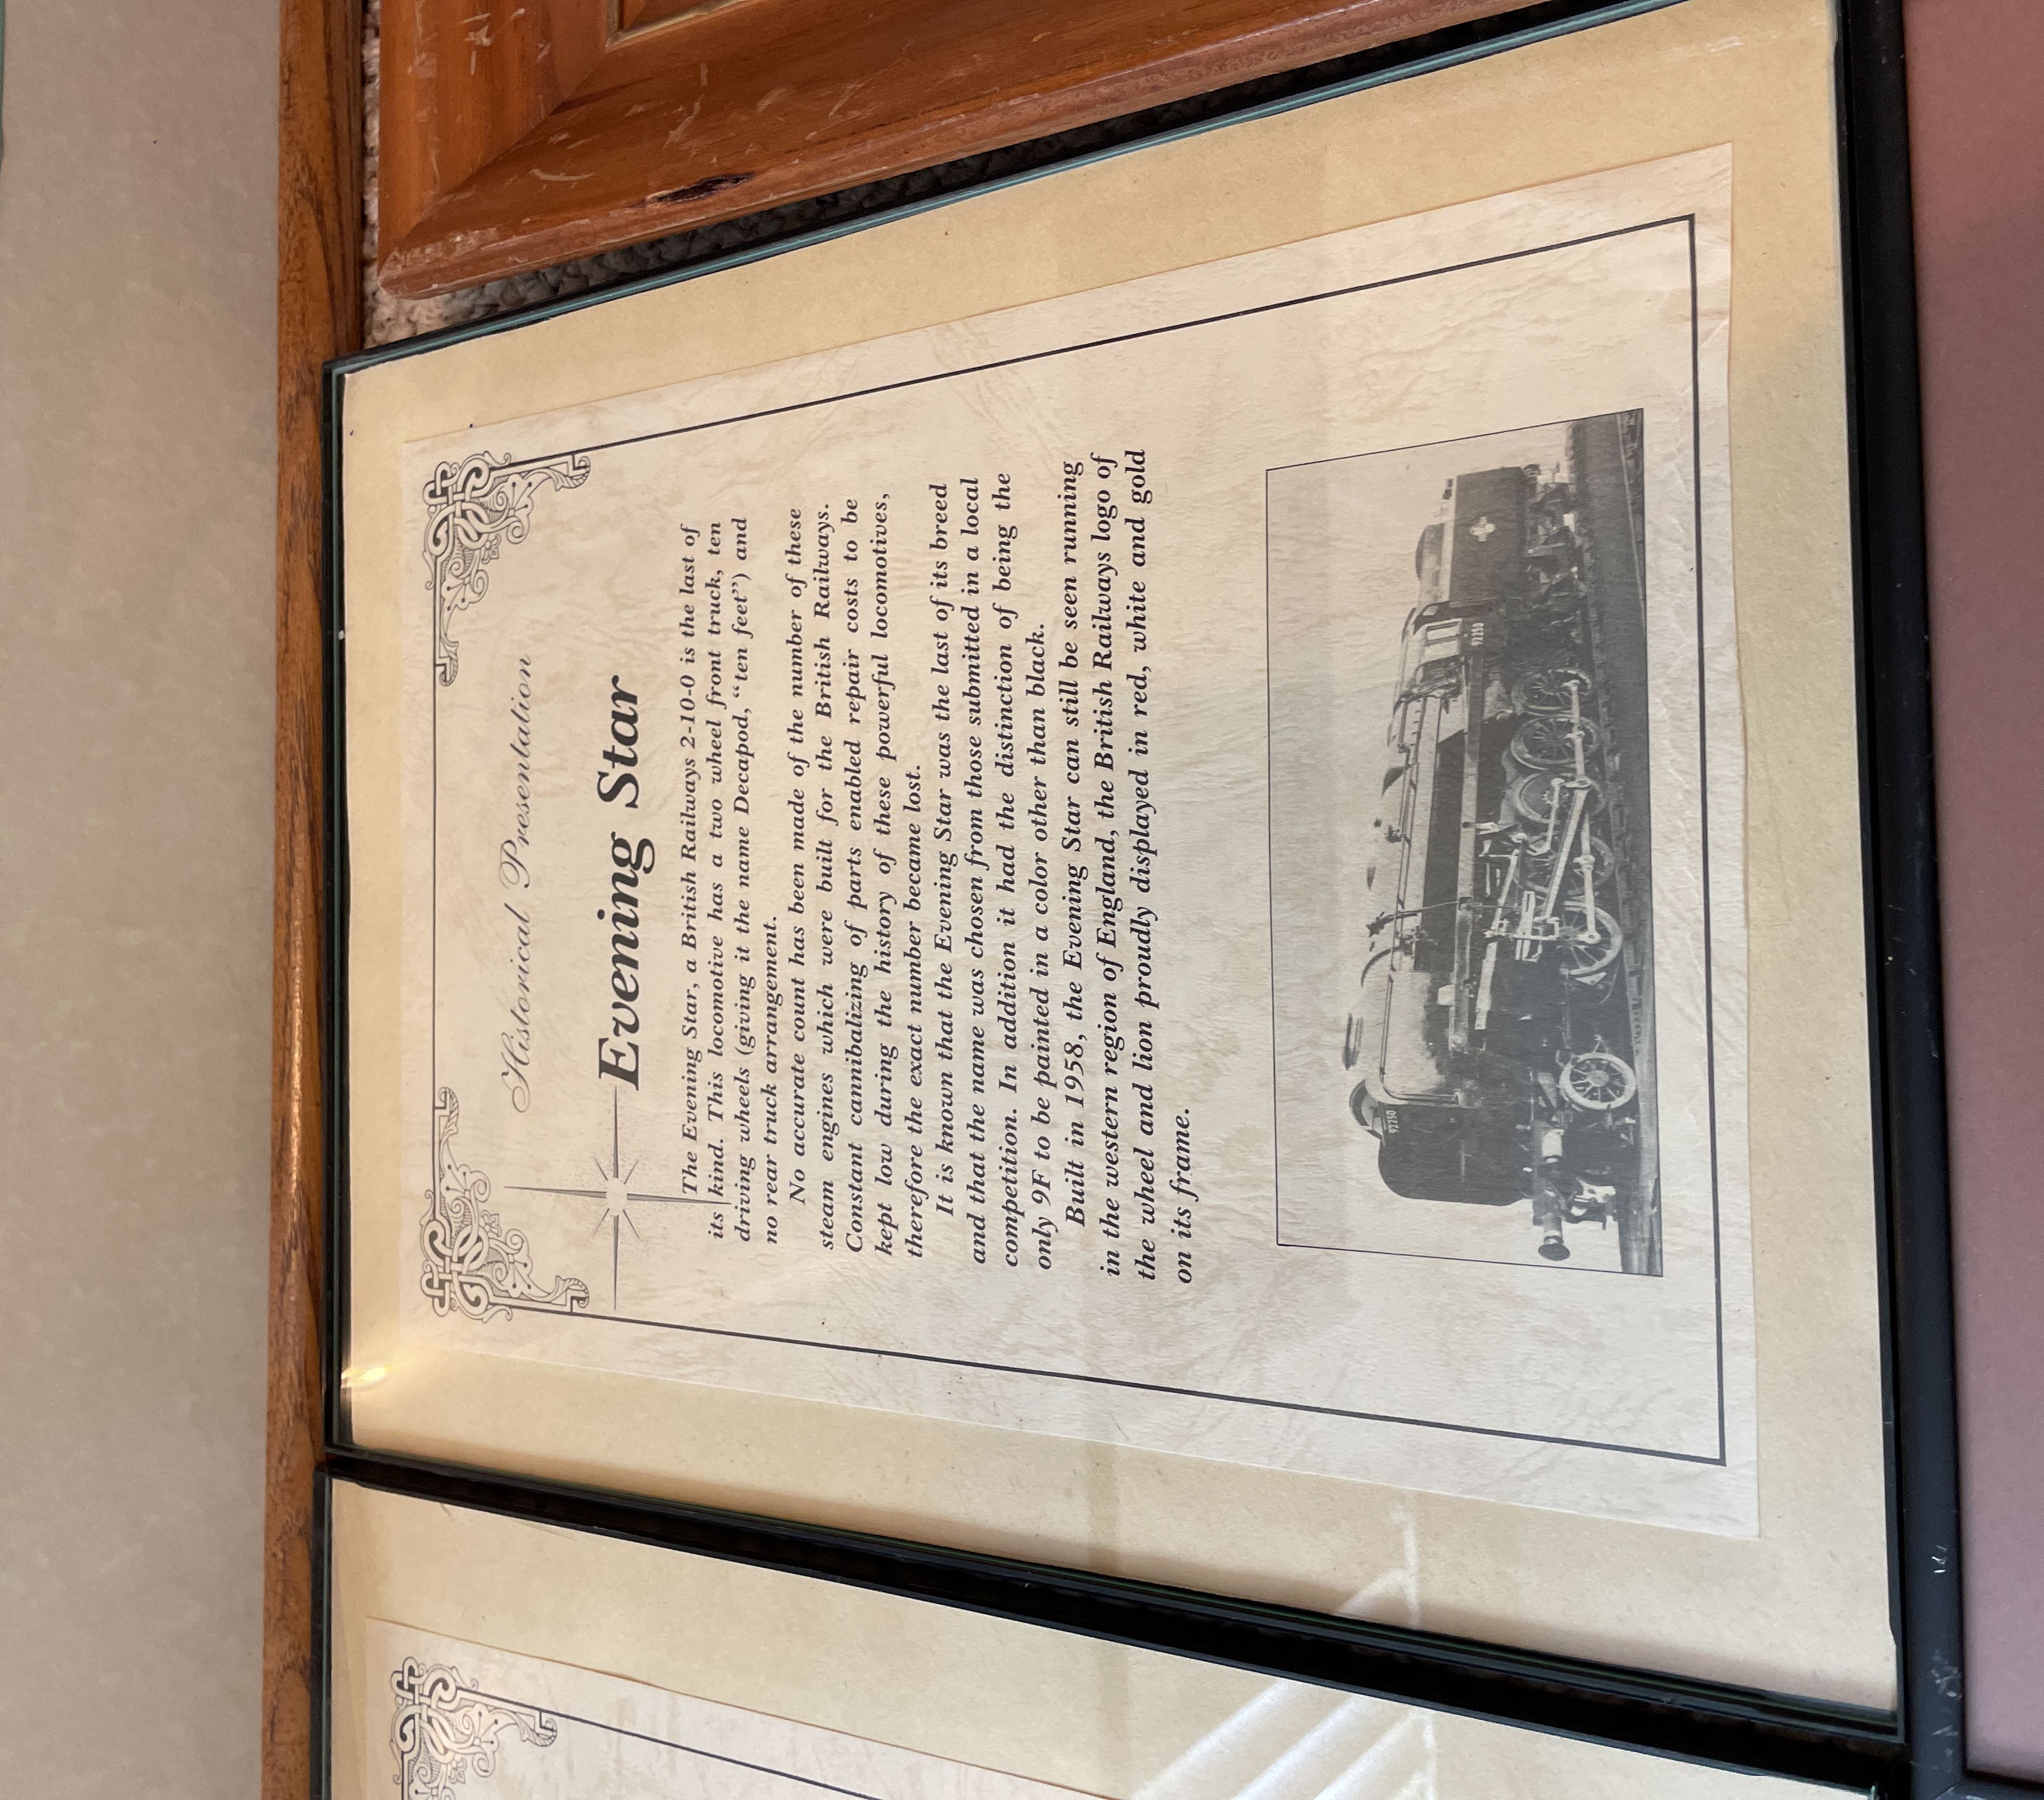 Historical Presentation
Evening Star
The Evening Star, a British Railways 2-10-0 is the last of
its kind. This locomotive has a two wheel front truck, ten
driving wheels (giving it the name Decapod, “ten feet”) and
no rear truck arrangement.
No accurate count has been made of the number of these
steam engines which were built for the British Railways.
Constant cannibalizing of parts enabled repair costs to be
kept low during the history of these powerful locomotives,
therefore the exact number became lost.
It is known that the Evening Star was the last of its breed
and that the name was chosen from those submitted in a local
competition. In addition it had the distinction of being the
only 9F to be painted in a color other than black.
Built in 1958, the Evening Star can still be seen running
in the western region of England, the British Railways logo of
the wheel and lion proudly displayed in red, white and gold
on its frame.
92250
92250